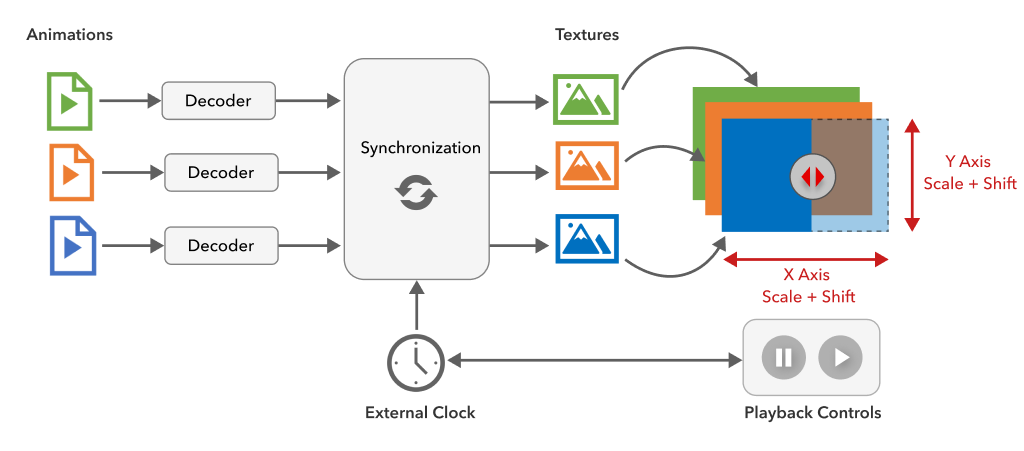 Animations
Textures
Decoder
Decoder
Decoder
Synchronization
Y Axis
Scale + Shift
X Axis
Scale + Shift
External Clock
Playback Controls